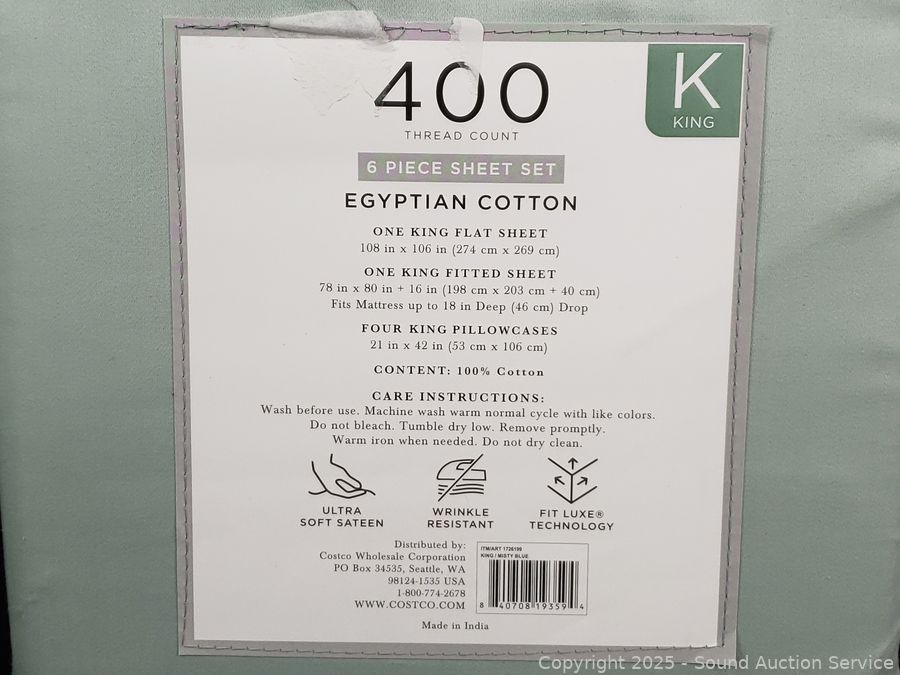 400
THREAD COUNT
K
KING
6 PIECE SHEET SET
EGYPTIAN COTTON
ONE KING FLAT SHEET
108 in x 106 in (274 cm x 269 cm)
ONE KING FITTED SHEET
78 in x 80 in + 16 in (198 cm x 203 cm + 40 cm)
Fits Mattress up to 18 in Deep (46 cm) Drop
FOUR KING PILLOWCASES
21 in x 42 in (53 cm x 106 cm)
CONTENT: 100% Cotton
CARE INSTRUCTIONS:
Wash before use. Machine wash warm normal cycle with like colors.
Do not bleach. Tumble dry low. Remove promptly.
Warm iron when needed. Do not dry clean.
ULTRA
SOFT SATEEN
WRINKLE
RESISTANT
FIT LUXE®
TECHNOLOGY
Distributed by:
Costco Wholesale Corporation
PO Box 34535, Seattle, WA
98124-1535 USA
1-800-774-2678
WWW.COSTCO.COM
ITM/ART 1726199
KING / MISTY BLUE
8 40708 19359 4
Made in India
Copyright 2025 - Sound Auction Service